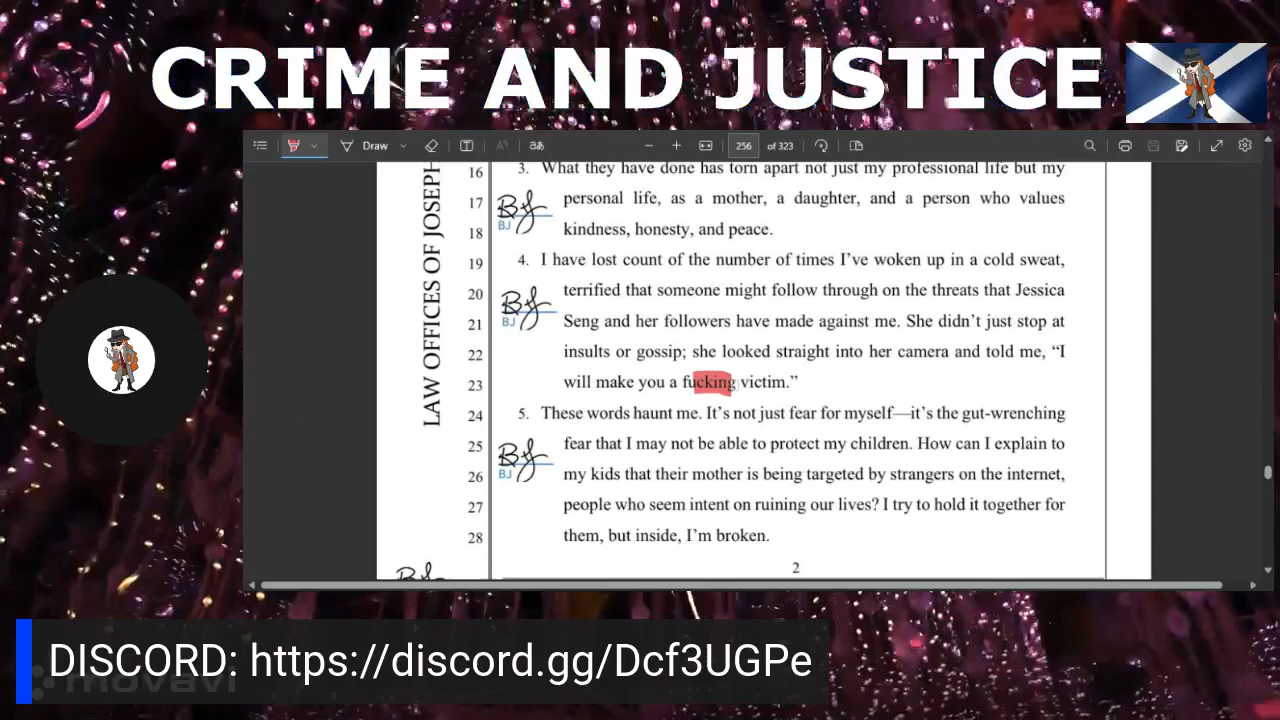 CRIME AND JUSTICE
Draw
256 of 323
LAW OFFICES OF JOSEPH
16 3. What they have done has torn apart not just my professional life but my
17 personal life, as a mother, a daughter, and a person who values
BJ
18 kindness, honesty, and peace.
19 4. I have lost count of the number of times I’ve woken up in a cold sweat,
20 terrified that someone might follow through on the threats that Jessica
BJ
21 Seng and her followers have made against me. She didn’t just stop at
22 insults or gossip; she looked straight into her camera and told me, “I
23 will make you a fucking victim.”
24 5. These words haunt me. It’s not just fear for myself—it’s the gut-wrenching
25 fear that I may not be able to protect my children. How can I explain to
BJ
26 my kids that their mother is being targeted by strangers on the internet,
27 people who seem intent on ruining our lives? I try to hold it together for
28 them, but inside, I’m broken.
2
DISCORD: https://discord.gg/Dcf3UGPe
movavi